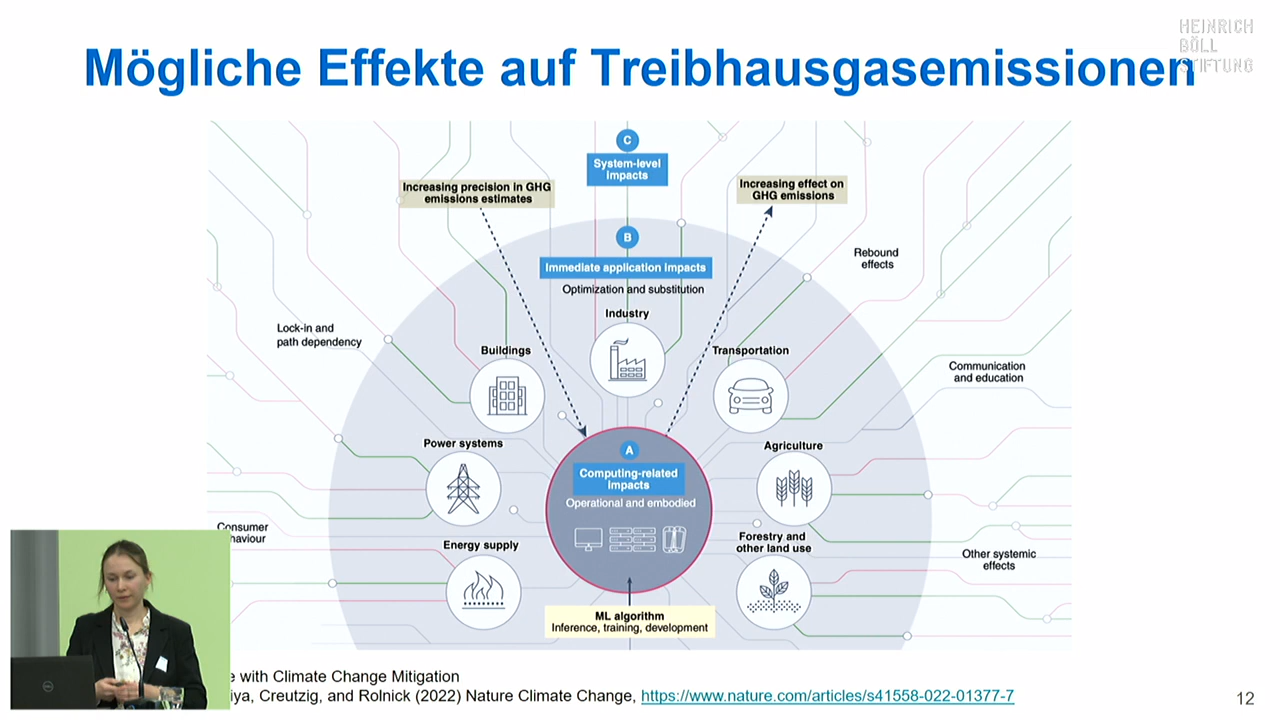 HEINRICH
BÖLL
STIFTUNG
Mögliche Effekte auf Treibhausgasemissionen
C
System-level
impacts
Increasing precision in GHG
emissions estimates
Increasing effect on
GHG emissions
B
Immediate application impacts
Optimization and substitution
Rebound
effects
Industry
Lock-in and
path dependency
Buildings
Transportation
Communication
and education
Power systems
A
Computing-related
impacts
Operational and embodied
Agriculture
Consumer
Energy supply
Forestry and
other land use
Other systemic
effects
ML algorithm
Inference, training, development
with Climate Change Mitigation
Creutzig, and Rolnick (2022) Nature Climate Change, https://www.nature.com/articles/s41558-022-01377-7
12
DELL